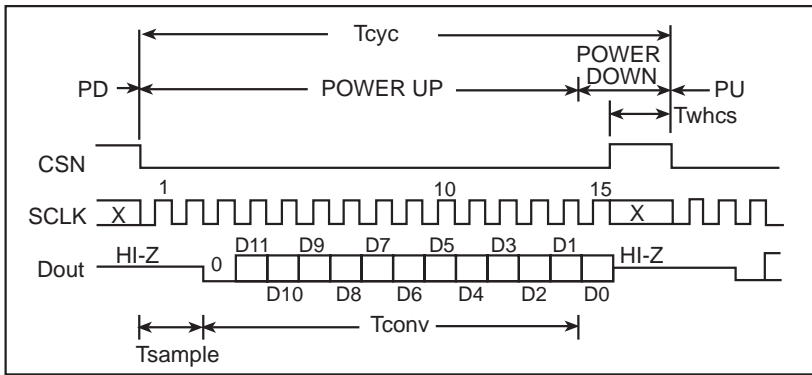 Tcyc
POWER DOWN
PD POWER UP PU
Twhcs
CSN
1 10 15
SCLK X X
HI-Z 0 D11 D9 D7 D5 D3 D1 HI-Z
Dout
D10 D8 D6 D4 D2 D0
Tconv
Tsample